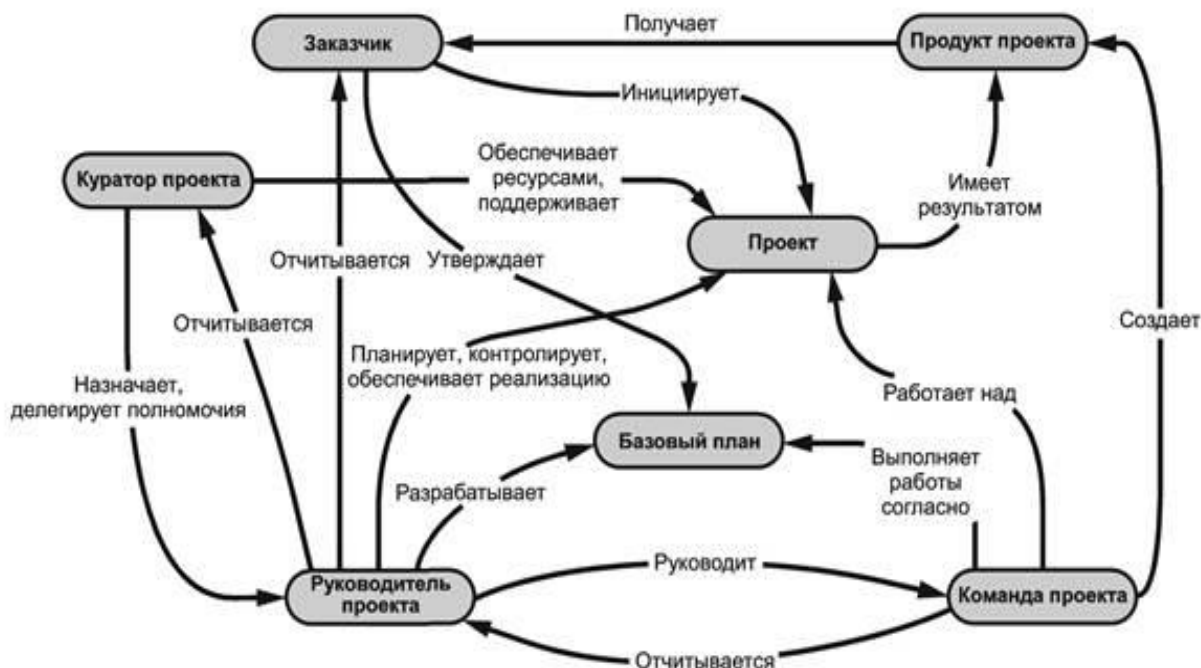 Получает
Заказчик
Продукт проекта
Инициирует
Обеспечивает
ресурсами,
поддерживает
Куратор проекта
Имеет
результатом
Проект
Отчитывается
Утверждает
Отчитывается
Создает
Планирует, контролирует,
обеспечивает реализацию
Назначает,
делегирует полномочия
Работает над
Базовый план
Выполняет
работы
согласно
Разрабатывает
Руководит
Руководитель
проекта
Команда проекта
Отчитывается